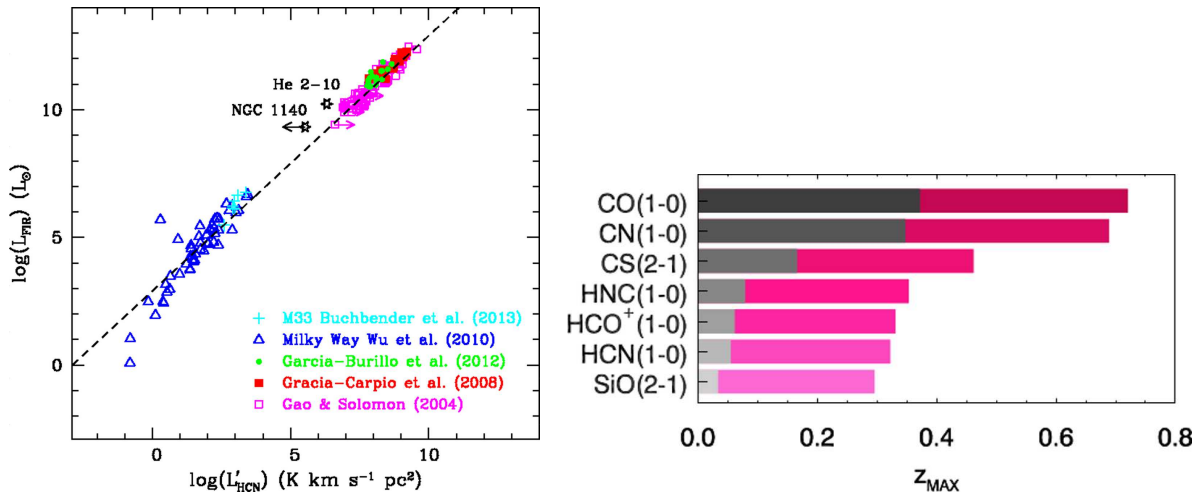 He 2-10
NGC 1140
10
5
0
log(L_FIR) (L_⊙)
M33 Buchbender et al. (2013)
Milky Way Wu et al. (2010)
Garcia-Burillo et al. (2012)
Gracia-Carpio et al. (2008)
Gao & Solomon (2004)
0 5 10
log(L'_HCN) (K km s⁻¹ pc²)
CO(1-0)
CN(1-0)
CS(2-1)
HNC(1-0)
HCO⁺(1-0)
HCN(1-0)
SiO(2-1)
0.0 0.2 0.4 0.6 0.8
z_MAX